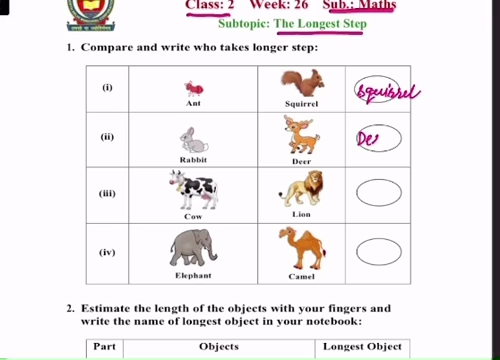 Class: 2 Week: 26 Sub.: Maths
Subtopic: The Longest Step
1. Compare and write who takes longer step:
(i) Ant Squirrel Squirrel
(ii) Rabbit Deer Dee
(iii) Cow Lion
(iv) Elephant Camel
2. Estimate the length of the objects with your fingers and
write the name of longest object in your notebook:
Part Objects Longest Object